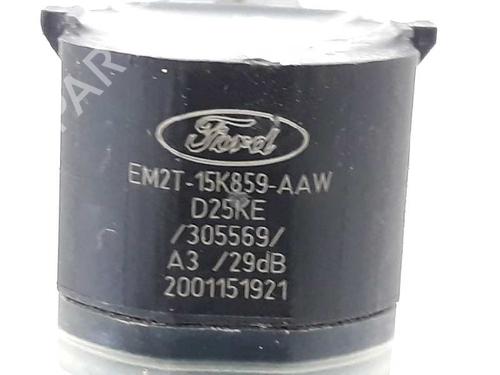 Ford
EM2T-15K859-AAW
D25KE
/305569/
A3 /29dB
2001151921